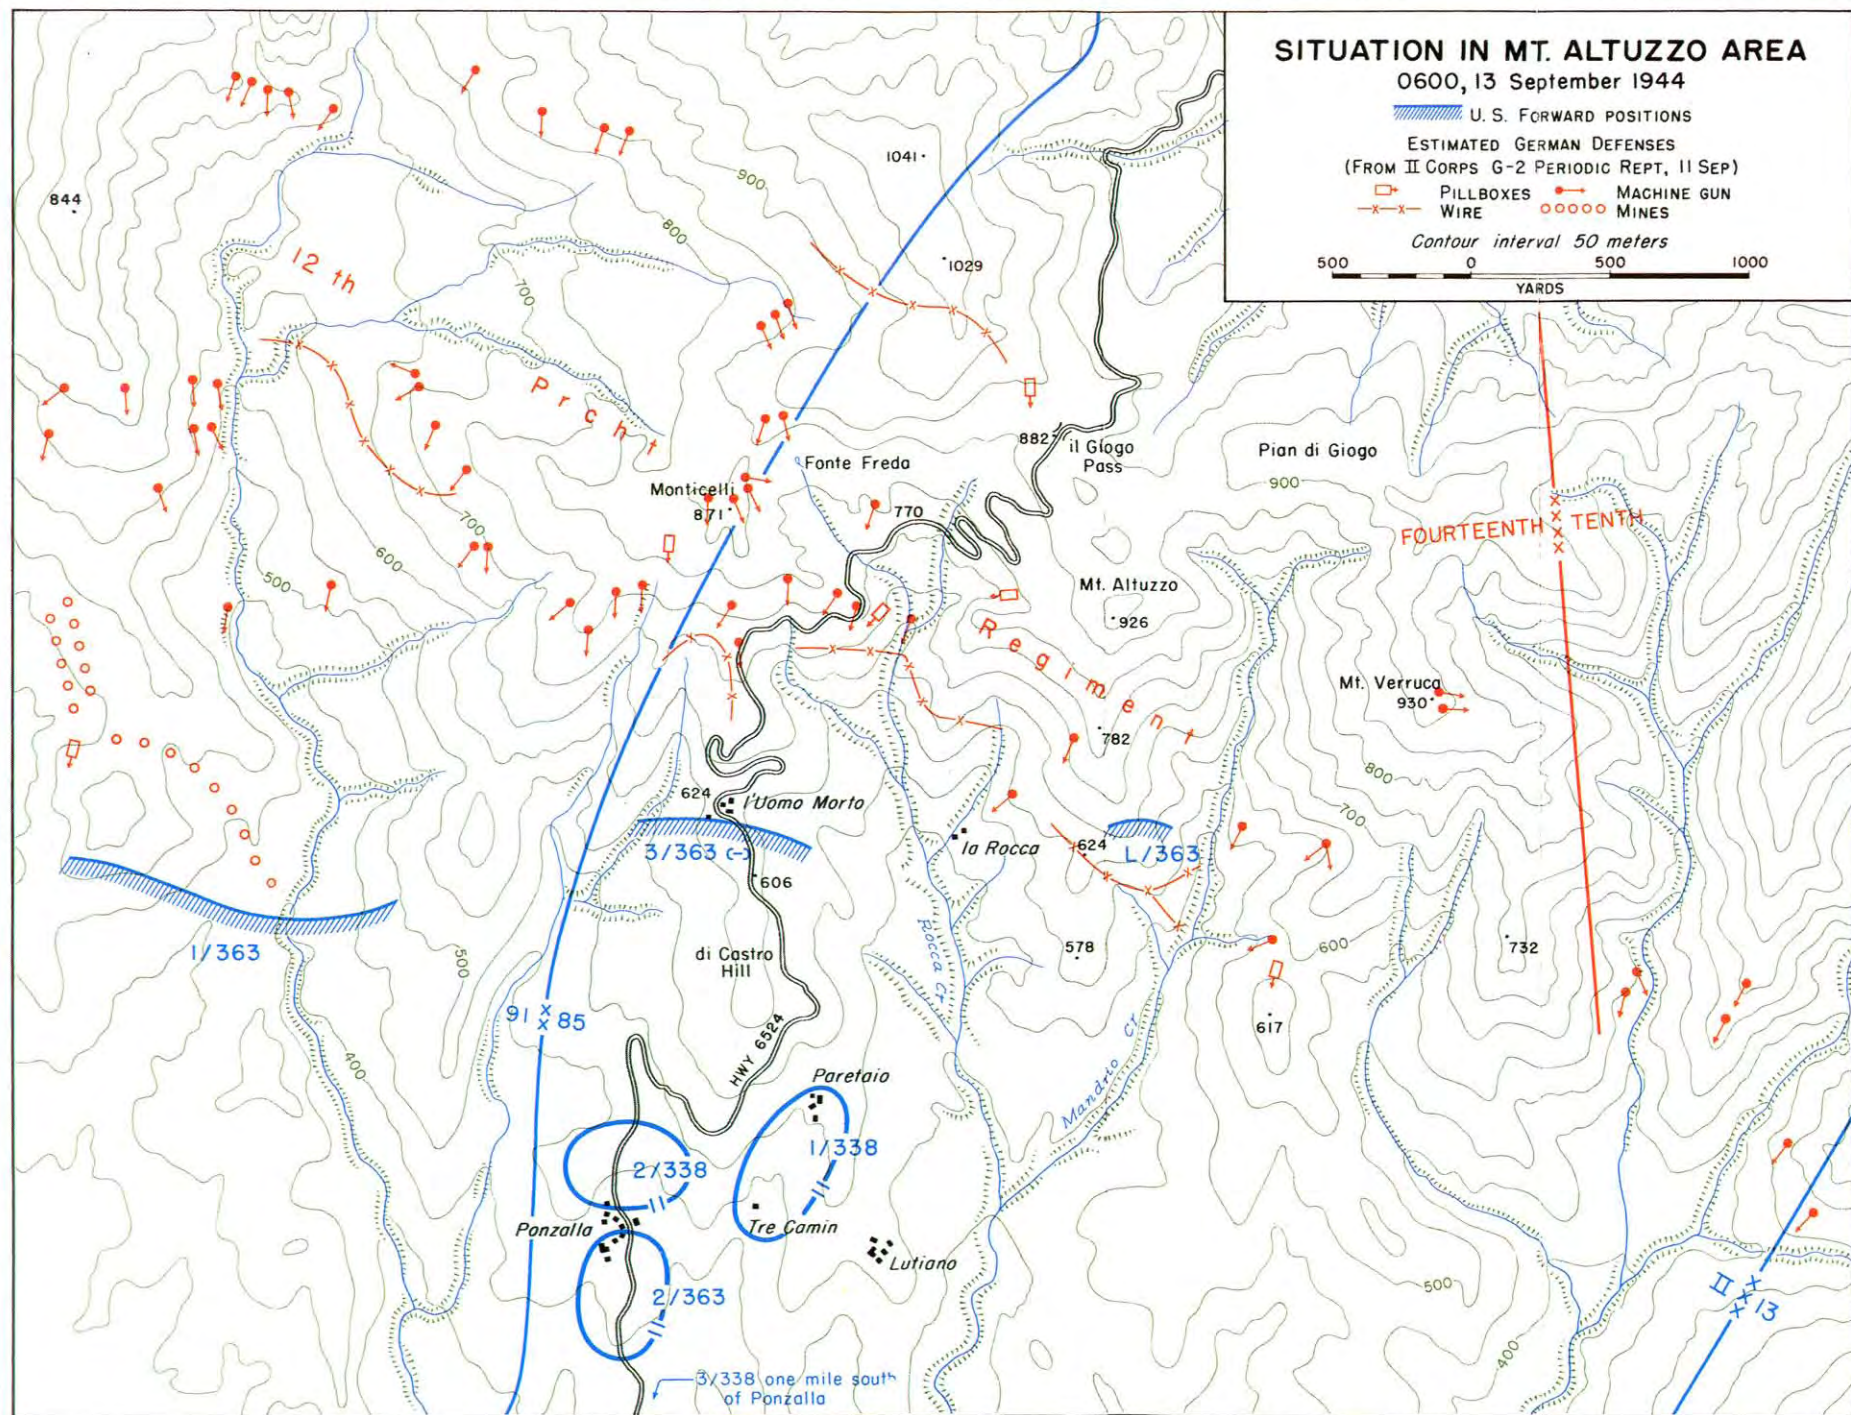 SITUATION IN MT. ALTUZZO AREA
0600, 13 September 1944
U.S. FORWARD POSITIONS
ESTIMATED GERMAN DEFENSES
(FROM II CORPS G-2 PERIODIC REPT, 11 SEP)
PILLBOXES
MACHINE GUN
WIRE
MINES
Contour interval 50 meters
500 0 500 1000
YARDS
844
1041
900
800
1029
12th
700
Prcht
882
il Giogo
Pass
Pian di Giogo
Fonte Freda
900
Monticelli
871
770
700
FOURTEENTH
TENTH
600
500
Mt. Altuzzo
926
Regiment
Mt. Verruca
930
782
800
624
l'Uomo Morto
700
3/363 (-)
la Rocca
624
L/363
606
1/363
500
di Castro
Hill
Rocca Cr
578
600
732
91
85
HWY 6524
617
400
Paretaio
Mandrto Cr
1/338
2/338
Ponzalla
Tre Camin
Lutiano
2/363
500
II
13
400
3/338 one mile south
of Ponzalla